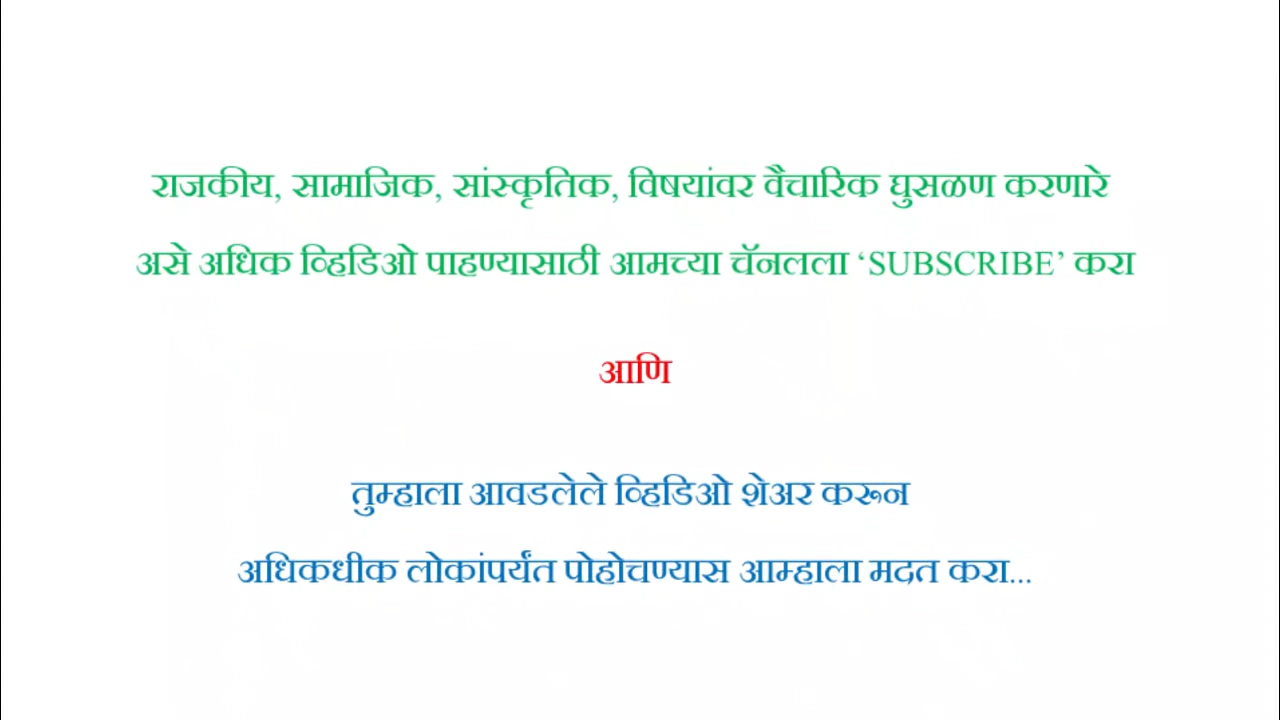 राजकीय, सामाजिक, सांस्कृतिक, विषयांवर वैचारिक घुसळण करणारे
असे अधिक व्हिडिओ पाहण्यासाठी आमच्या चॅनलला ‘SUBSCRIBE’ करा
आणि
तुम्हाला आवडलेले व्हिडिओ शेअर करून
अधिकधीक लोकांपर्यंत पोहोचण्यास आम्हाला मदत करा...